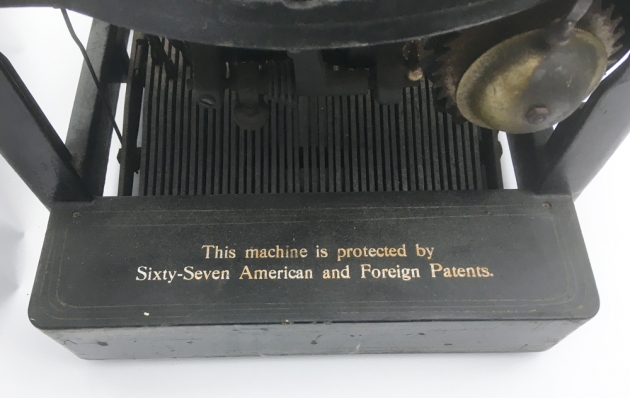 This machine is protected by
Sixty-Seven American and Foreign Patents.